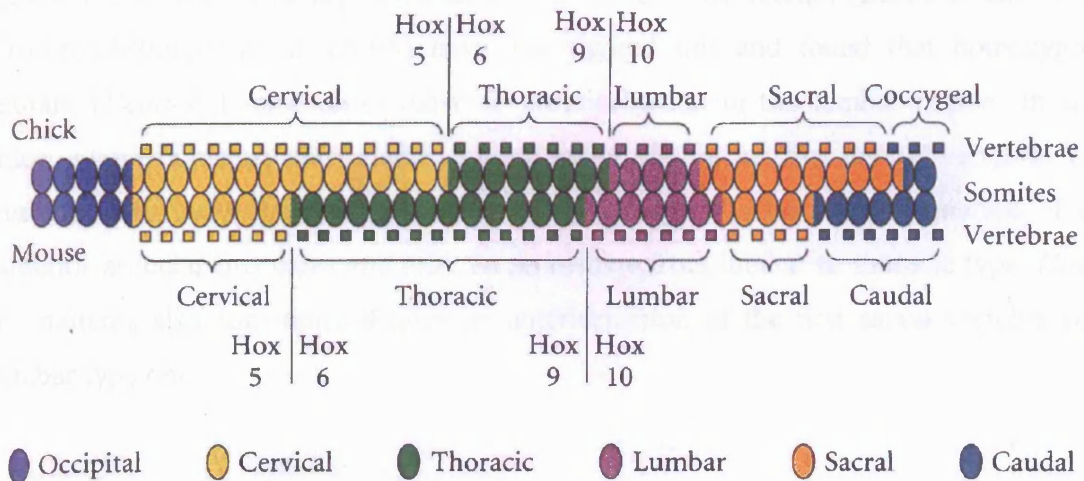 Hox Hox Hox Hox
5 6 9 10
Cervical Thoracic Lumbar Sacral Coccygeal
Chick
Vertebrae
Somites
Mouse
Vertebrae
Cervical Thoracic Lumbar Sacral Caudal
Hox Hox Hox Hox
5 6 9 10
Occipital Cervical Thoracic Lumbar Sacral Caudal